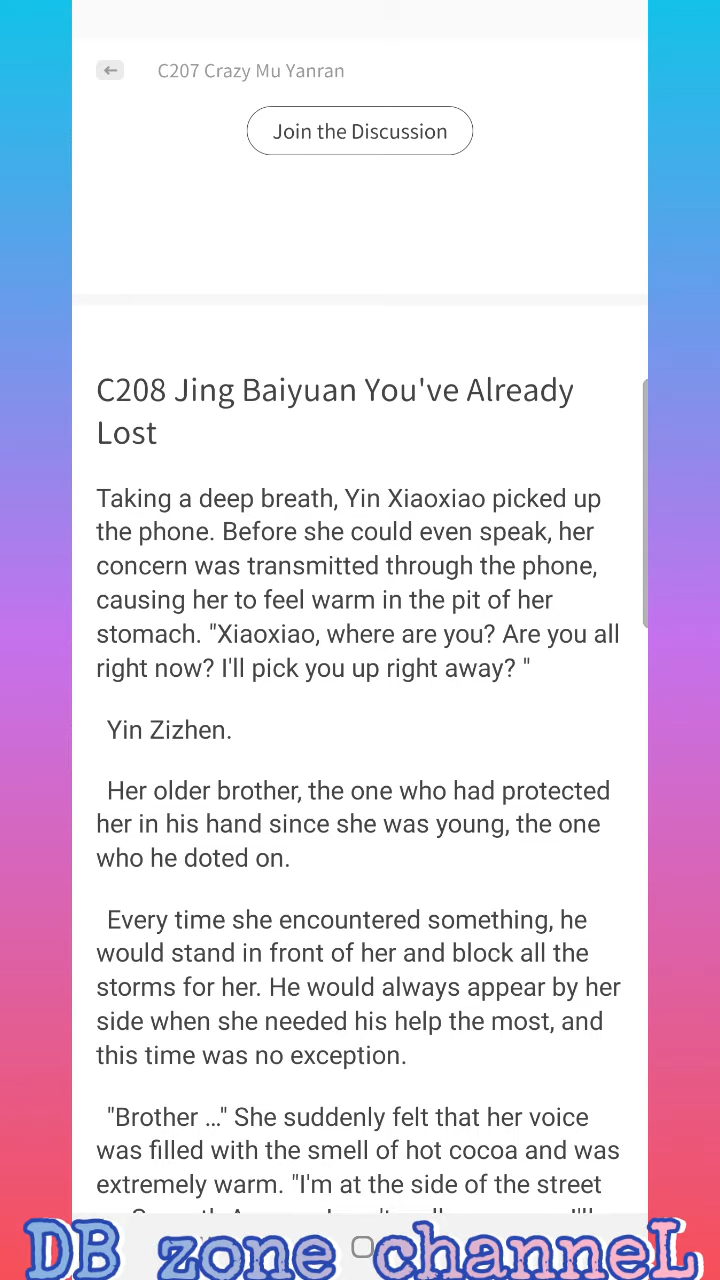 C207 Crazy Mu Yanran
Join the Discussion
C208 Jing Baiyuan You've Already
Lost
Taking a deep breath, Yin Xiaoxiao picked up
the phone. Before she could even speak, her
concern was transmitted through the phone,
causing her to feel warm in the pit of her
stomach. "Xiaoxiao, where are you? Are you all
right now? I'll pick you up right away? "
Yin Zizhen.
Her older brother, the one who had protected
her in his hand since she was young, the one
who he doted on.
Every time she encountered something, he
would stand in front of her and block all the
storms for her. He would always appear by her
side when she needed his help the most, and
this time was no exception.
"Brother ..." She suddenly felt that her voice
was filled with the smell of hot cocoa and was
extremely warm. "I'm at the side of the street
DB zone channeL